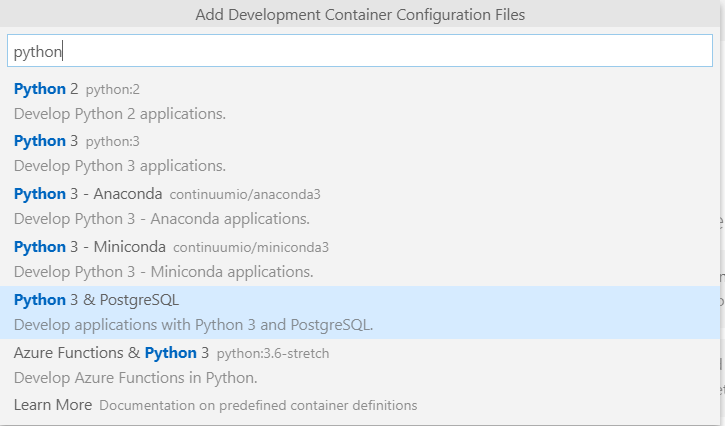 Add Development Container Configuration Files
python
Python 2 python:2
Develop Python 2 applications.
Python 3 python:3
Develop Python 3 applications.
Python 3 - Anaconda continuumio/anaconda3
Develop Python 3 - Anaconda applications.
Python 3 - Miniconda continuumio/miniconda3
Develop Python 3 - Miniconda applications.
Python 3 & PostgreSQL
Develop applications with Python 3 and PostgreSQL.
Azure Functions & Python 3 python:3.6-stretch
Develop Azure Functions in Python.
Learn More Documentation on predefined container definitions